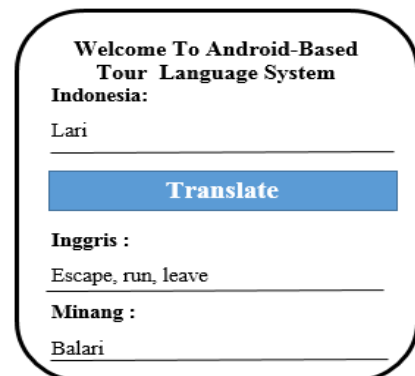 Welcome To Android-Based
Tour Language System
Indonesia:
Lari
Translate
Inggris :
Escape, run, leave
Minang :
Balari